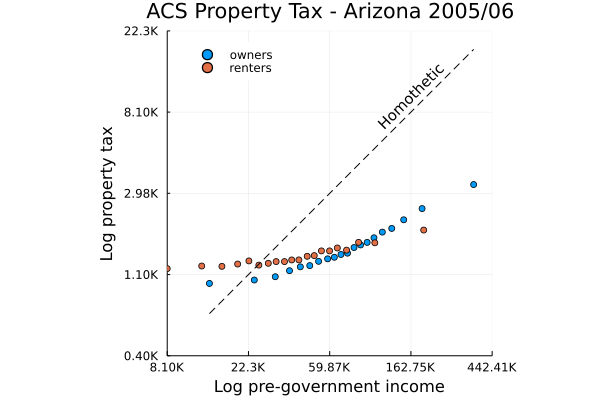 ACS Property Tax - Arizona 2005/06
22.3K
owners
renters
Homothetic
8.10K
Log property tax
2.98K
1.10K
0.40K
8.10K 22.3K 59.87K 162.75K 442.41K
Log pre-government income